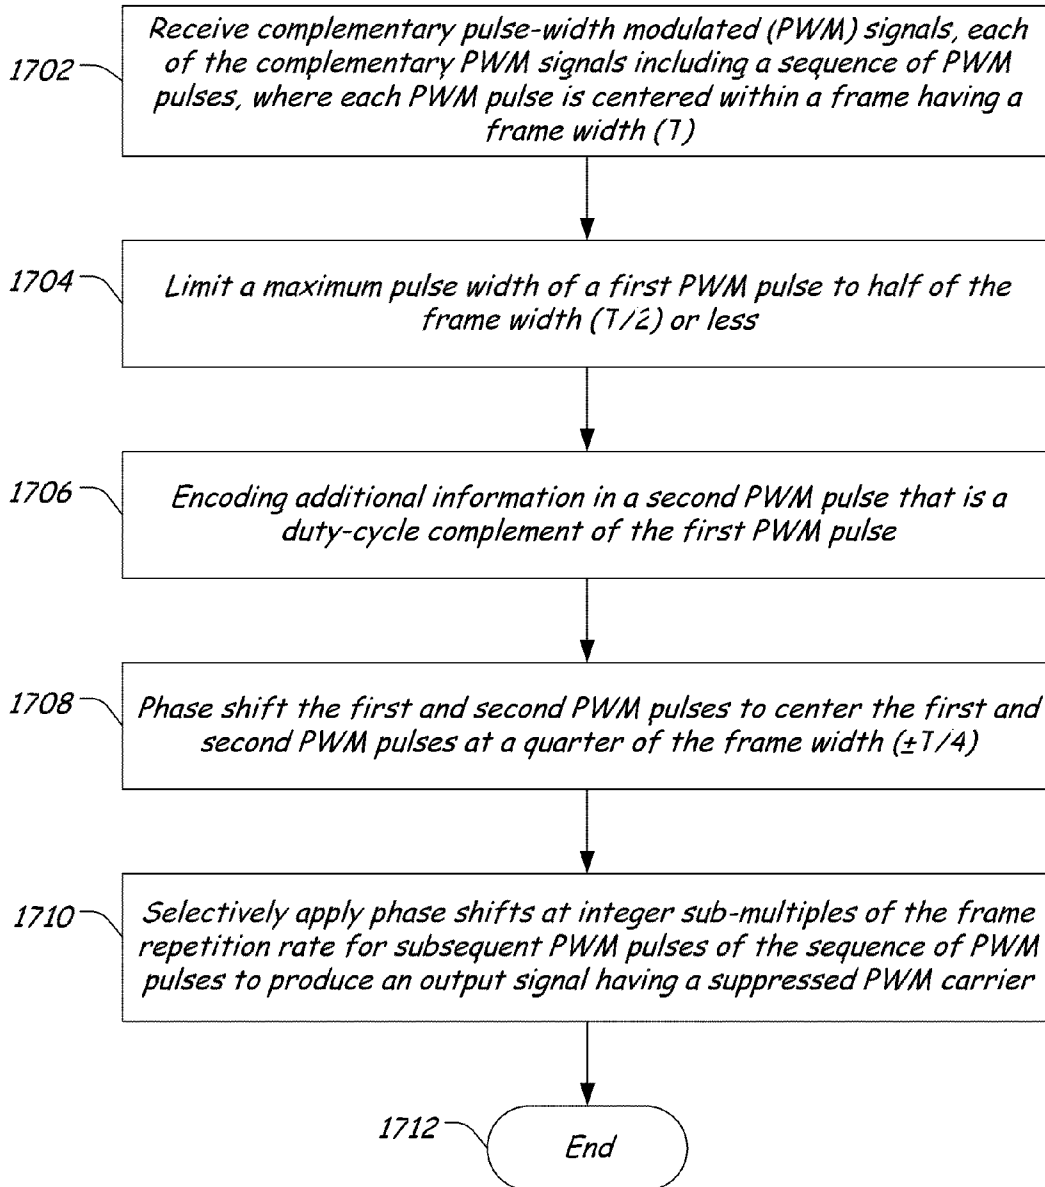 1702
Receive complementary pulse-width modulated (PWM) signals, each
of the complementary PWM signals including a sequence of PWM
pulses, where each PWM pulse is centered within a frame having a
frame width (T)
1704
Limit a maximum pulse width of a first PWM pulse to half of the
frame width (T/2) or less
1706
Encoding additional information in a second PWM pulse that is a
duty-cycle complement of the first PWM pulse
1708
Phase shift the first and second PWM pulses to center the first and
second PWM pulses at a quarter of the frame width (±T/4)
1710
Selectively apply phase shifts at integer sub-multiples of the frame
repetition rate for subsequent PWM pulses of the sequence of PWM
pulses to produce an output signal having a suppressed PWM carrier
1712
End